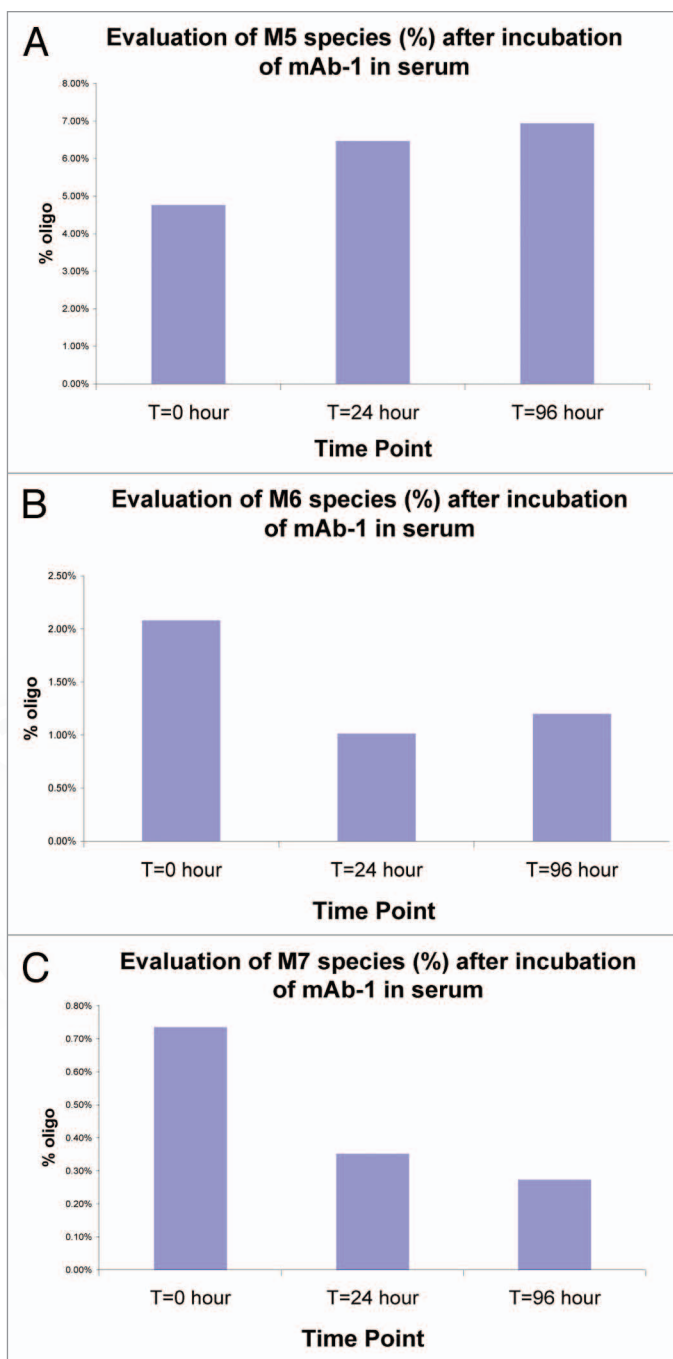 A
Evaluation of M5 species (%) after incubation
of mAb-1 in serum
8.00%
7.00%
6.00%
5.00%
4.00%
3.00%
2.00%
1.00%
0.00%
% oligo
T=0 hour T=24 hour T=96 hour
Time Point
B
Evaluation of M6 species (%) after incubation
of mAb-1 in serum
2.50%
2.00%
1.50%
1.00%
0.50%
0.00%
% oligo
T=0 hour T=24 hour T=96 hour
Time Point
C
Evaluation of M7 species (%) after incubation
of mAb-1 in serum
0.80%
0.70%
0.60%
0.50%
0.40%
0.30%
0.20%
0.10%
0.00%
% oligo
T=0 hour T=24 hour T=96 hour
Time Point